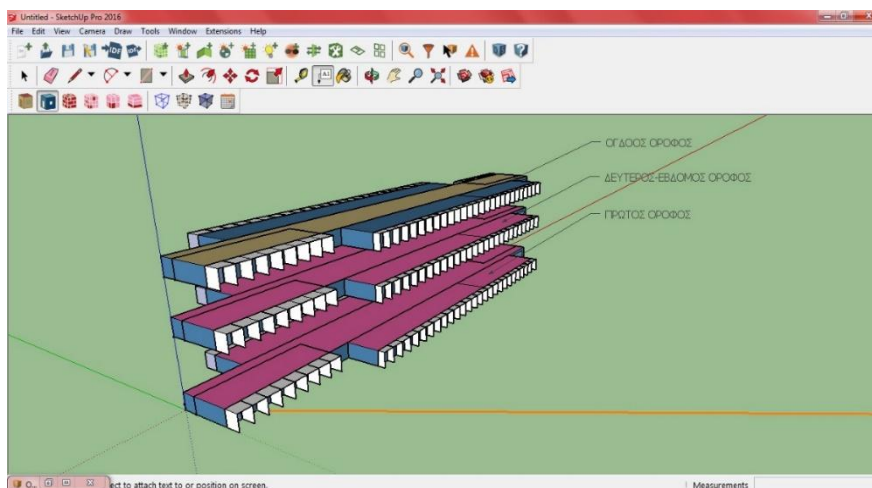 Untitled - SketchUp Pro 2016
File Edit View Camera Draw Tools Window Extensions Help
ΟΓΔΟΟΣ ΟΡΟΦΟΣ
ΔΕΥΤΕΡΟΣ-ΕΒΔΟΜΟΣ ΟΡΟΦΟΣ
ΠΡΩΤΟΣ ΟΡΟΦΟΣ
O... ect to attach text to or position on screen.
Measurements